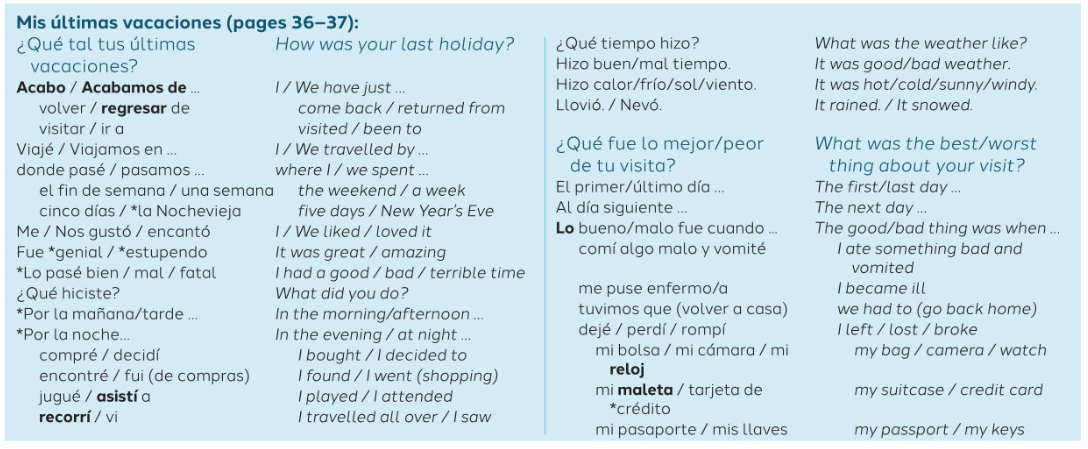 Mis últimas vacaciones (pages 36–37):
¿Qué tal tus últimas How was your last holiday?
vacaciones?
Acabo / Acabamos de ... I / We have just ...
volver / regresar de come back / returned from
visitar / ir a visited / been to
Viajé / Viajamos en ... I / We travelled by ...
donde pasé / pasamos ... where I / we spent ...
el fin de semana / una semana the weekend / a week
cinco días / *la Nochevieja five days / New Year's Eve
Me / Nos gustó / encantó I / We liked / loved it
Fue *genial / *estupendo It was great / amazing
*Lo pasé bien / mal / fatal I had a good / bad / terrible time
¿Qué hiciste? What did you do?
*Por la mañana/tarde ... In the morning/afternoon ...
*Por la noche... In the evening / at night ...
compré / decidí I bought / I decided to
encontré / fui (de compras) I found / I went (shopping)
jugué / asistí a I played / I attended
recorrí / vi I travelled all over / I saw
¿Qué tiempo hizo? What was the weather like?
Hizo buen/mal tiempo. It was good/bad weather.
Hizo calor/frío/sol/viento. It was hot/cold/sunny/windy.
Llovió. / Nevó. It rained. / It snowed.
¿Qué fue lo mejor/peor What was the best/worst
de tu visita? thing about your visit?
El primer/último día ... The first/last day ...
Al día siguiente ... The next day ...
Lo bueno/malo fue cuando ... The good/bad thing was when ...
comí algo malo y vomité I ate something bad and
vomited
me puse enfermo/a I became ill
tuvimos que (volver a casa) we had to (go back home)
dejé / perdí / rompí I left / lost / broke
mi bolsa / mi cámara / mi my bag / camera / watch
reloj
mi maleta / tarjeta de my suitcase / credit card
*crédito
mi pasaporte / mis llaves my passport / my keys